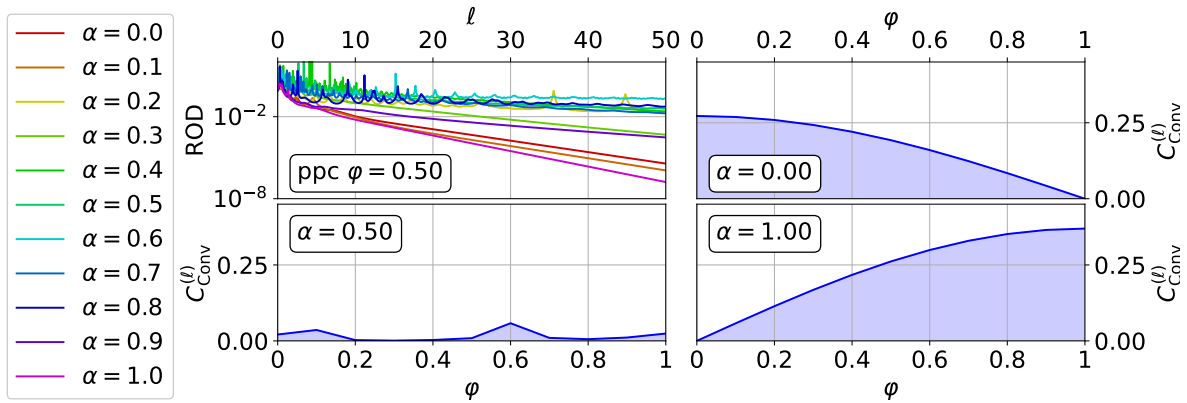 α = 0.0
α = 0.1
α = 0.2
α = 0.3
α = 0.4
α = 0.5
α = 0.6
α = 0.7
α = 0.8
α = 0.9
α = 1.0
ℓ
0 10 20 30 40 50
ROD
10⁻²
10⁻⁸
ppc φ = 0.50
φ
0 0.2 0.4 0.6 0.8 1
α = 0.00
0.25
0.00
C_Conv^(ℓ)
α = 0.50
C_Conv^(ℓ)
0.25
0.00
0 0.2 0.4 0.6 0.8 1
φ
α = 1.00
0.25
0.00
C_Conv^(ℓ)
0 0.2 0.4 0.6 0.8 1
φ